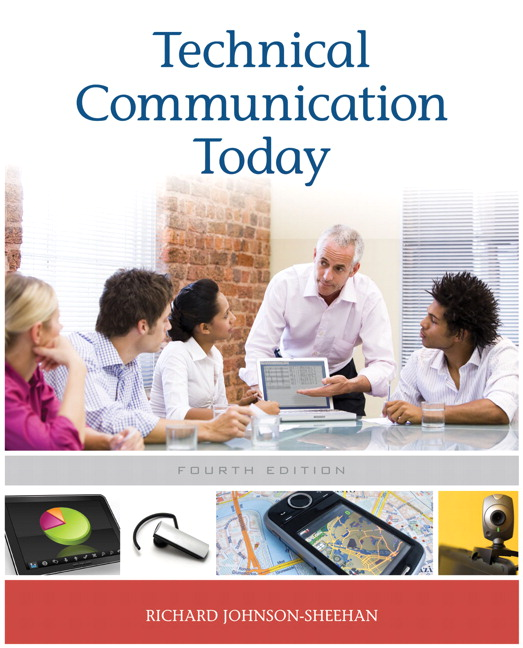 Technical
Communication
Today
FOURTH EDITION
RICHARD JOHNSON-SHEEHAN